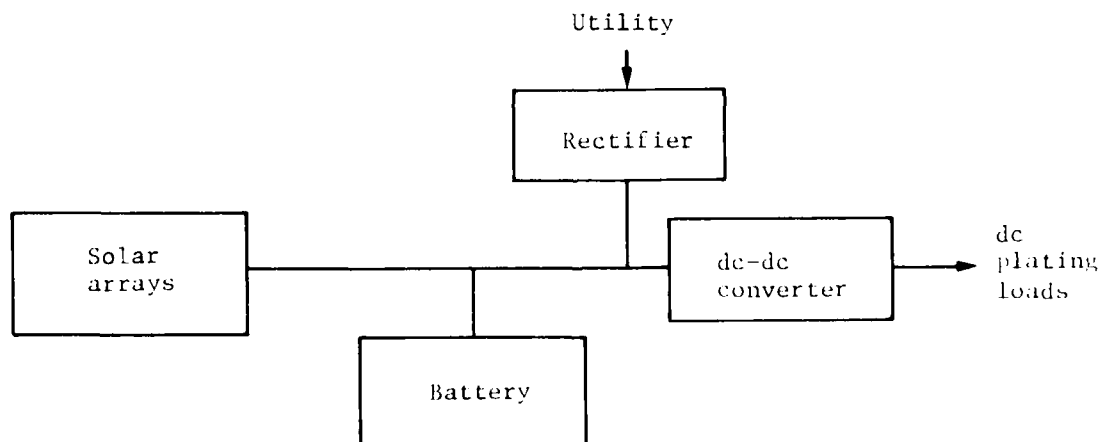 Utility
Rectifier
Solar
arrays
dc-dc
converter
dc
plating
loads
Battery